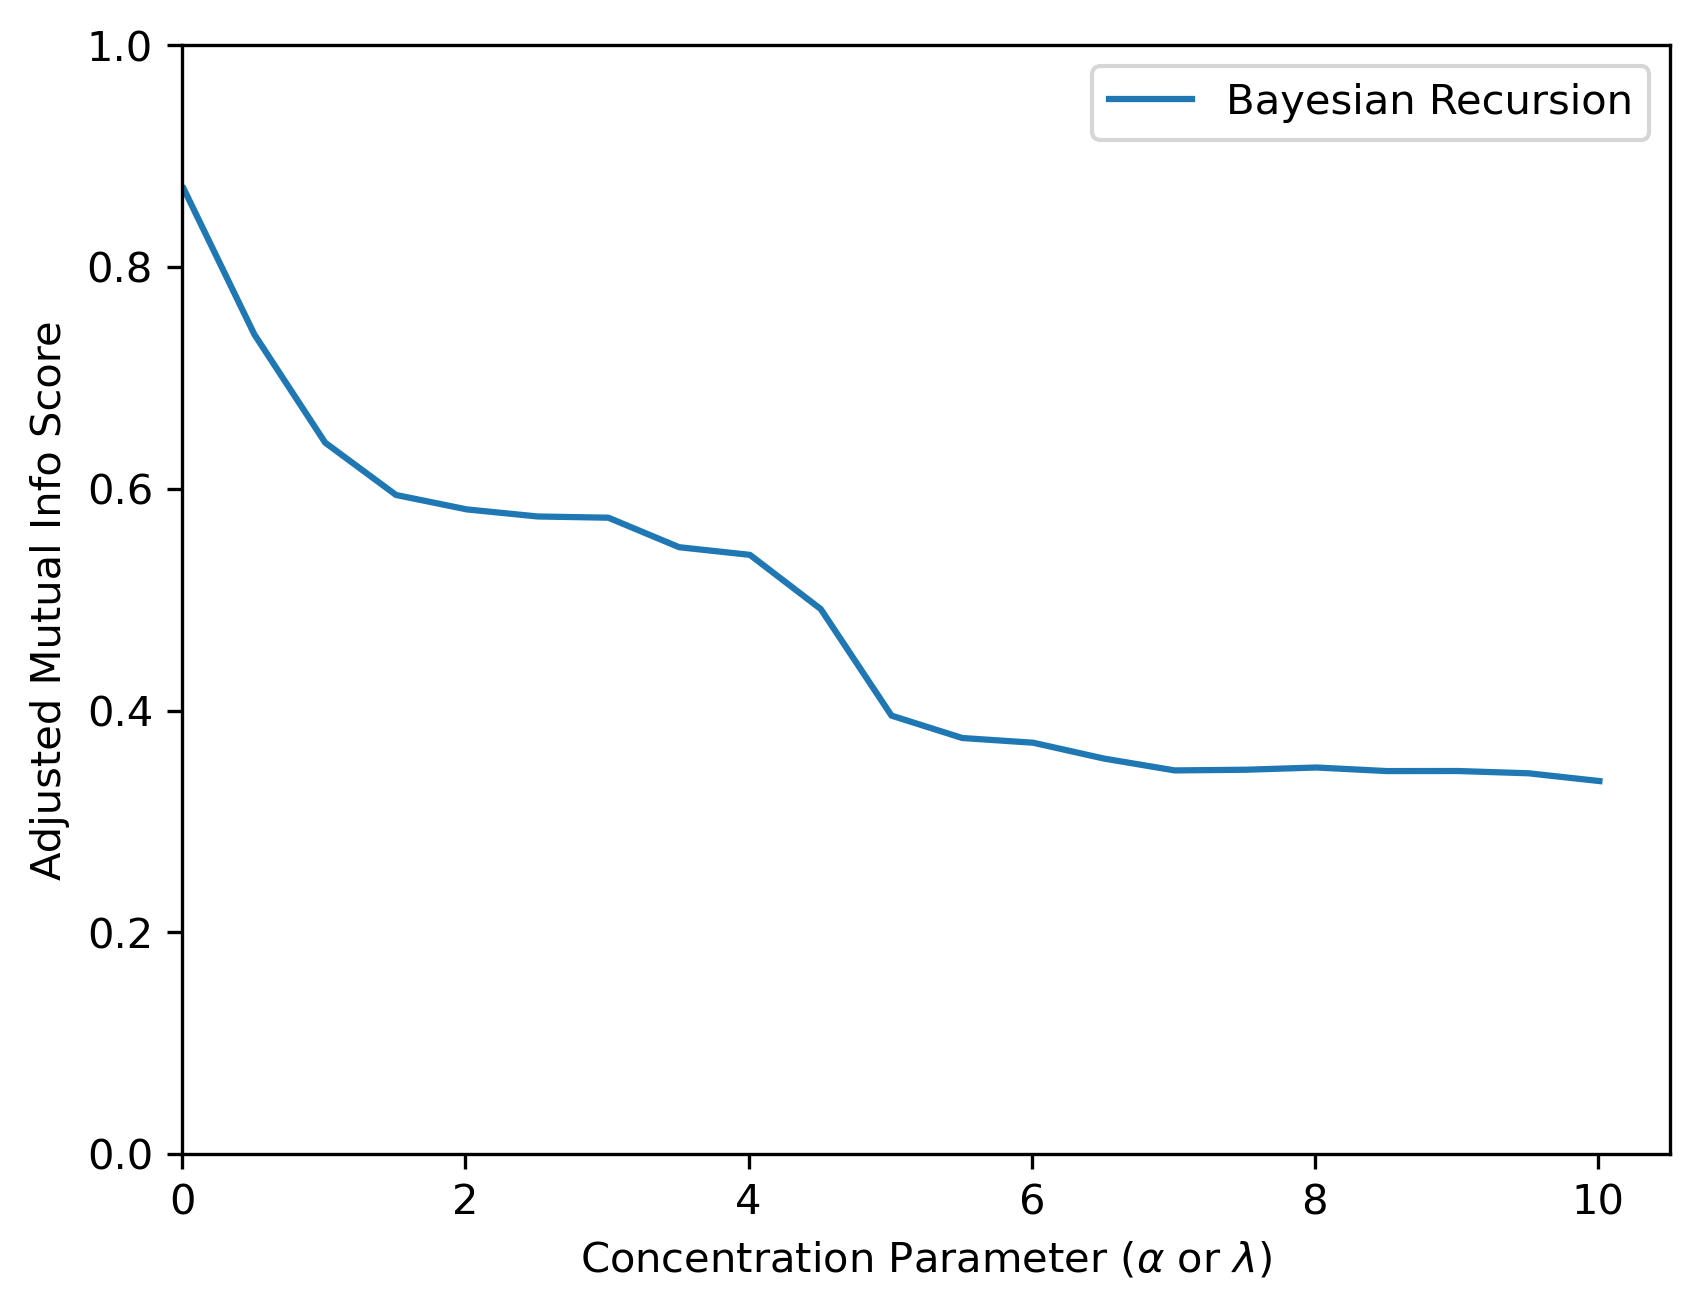 1.0
0.8
0.6
0.4
0.2
0.0
Adjusted Mutual Info Score
Bayesian Recursion
0 2 4 6 8 10
Concentration Parameter (α or λ)